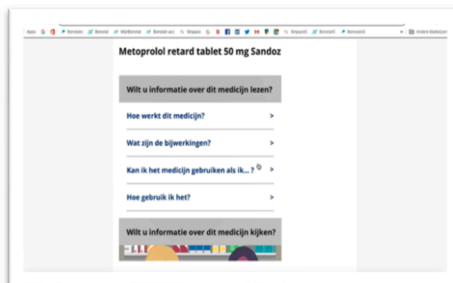 Apps
Metoprolol retard tablet 50 mg Sandoz
Wilt u informatie over dit medicijn lezen?
Hoe werkt dit medicijn? >
Wat zijn de bijwerkingen? >
Kan ik het medicijn gebruiken als ik... ? >
Hoe gebruik ik het? >
Wilt u informatie over dit medicijn kijken?